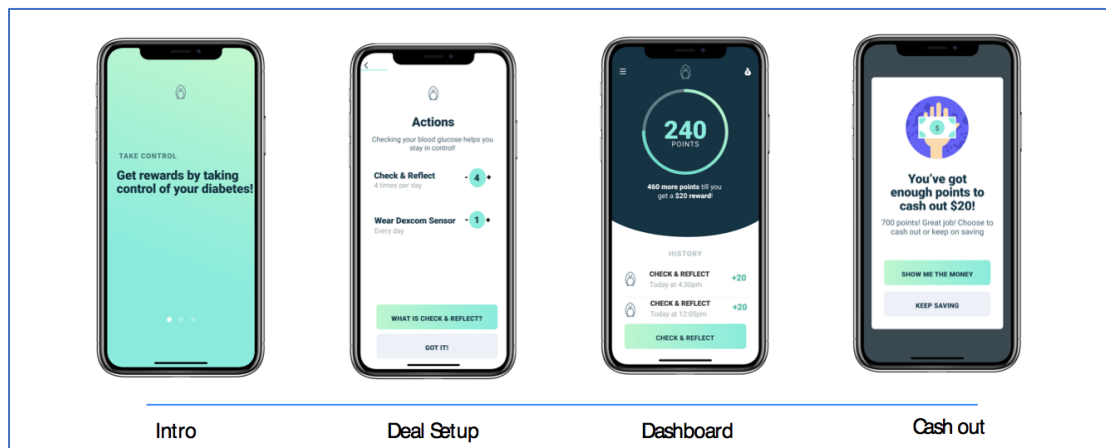 TAKE CONTROL
Get rewards by taking
control of your diabetes!
Actions
Checking your blood glucose helps you
stay in control!
Check & Reflect
- 4 +
4 times per day
Wear Dexcom Sensor
- 1 +
Every day
WHAT IS CHECK & REFLECT?
GOT IT!
240
POINTS
460 more points till you
get a $20 reward!
HISTORY
CHECK & REFLECT
+20
Today at 4:30pm
CHECK & REFLECT
+20
Today at 12:05pm
CHECK & REFLECT
$
You've got
enough points to
cash out $20!
700 points! Great job! Choose to
cash out or keep on saving
SHOW ME THE MONEY
KEEP SAVING
Intro
Deal Setup
Dashboard
Cash out